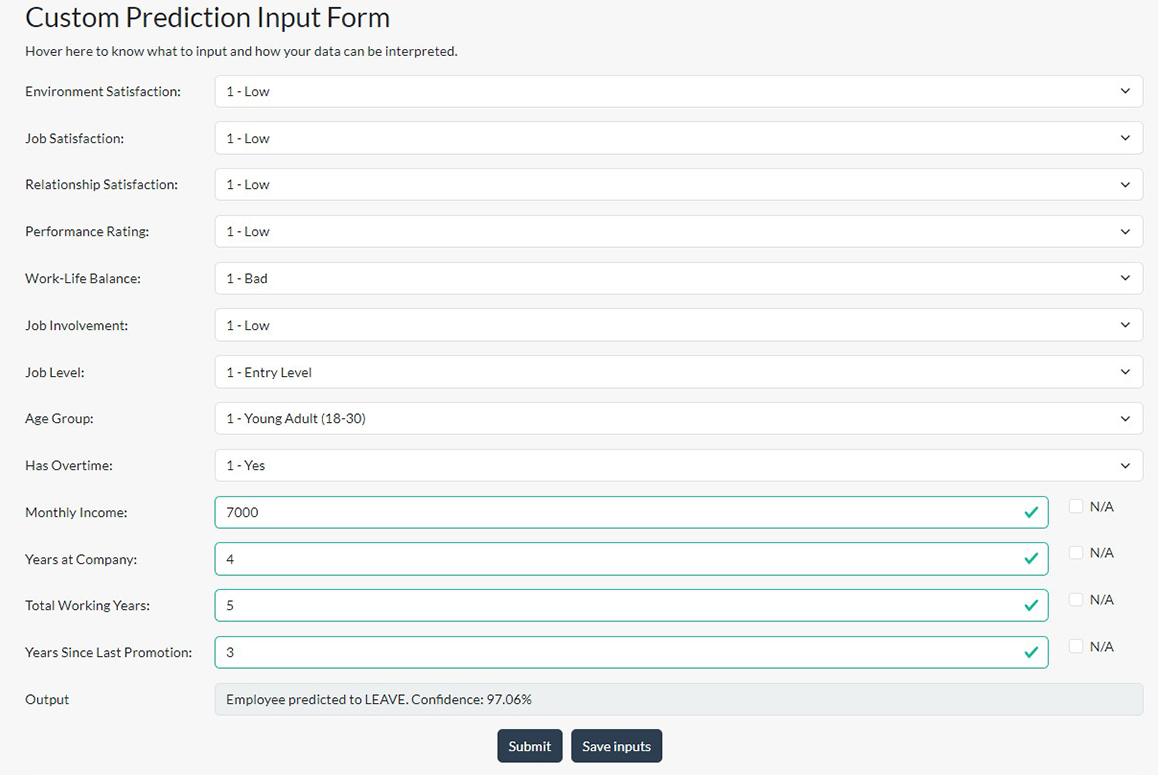 Custom Prediction Input Form
Hover here to know what to input and how your data can be interpreted.
Environment Satisfaction: 1 - Low
Job Satisfaction: 1 - Low
Relationship Satisfaction: 1 - Low
Performance Rating: 1 - Low
Work-Life Balance: 1 - Bad
Job Involvement: 1 - Low
Job Level: 1 - Entry Level
Age Group: 1 - Young Adult (18-30)
Has Overtime: 1 - Yes
Monthly Income: 7000 N/A
Years at Company: 4 N/A
Total Working Years: 5 N/A
Years Since Last Promotion: 3 N/A
Output Employee predicted to LEAVE. Confidence: 97.06%
Submit Save inputs